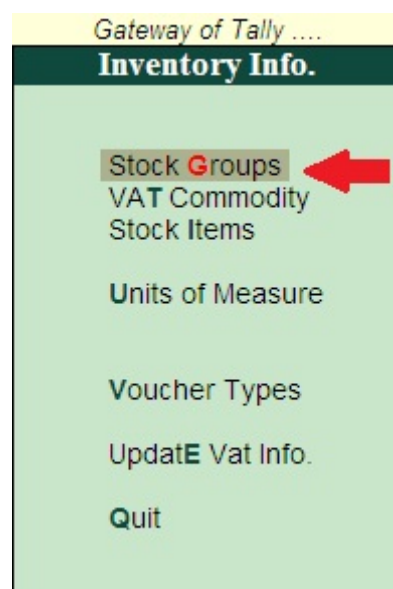 Gateway of Tally ....
Inventory Info.
Stock Groups
VAT Commodity
Stock Items
Units of Measure
Voucher Types
UpdatE Vat Info.
Quit